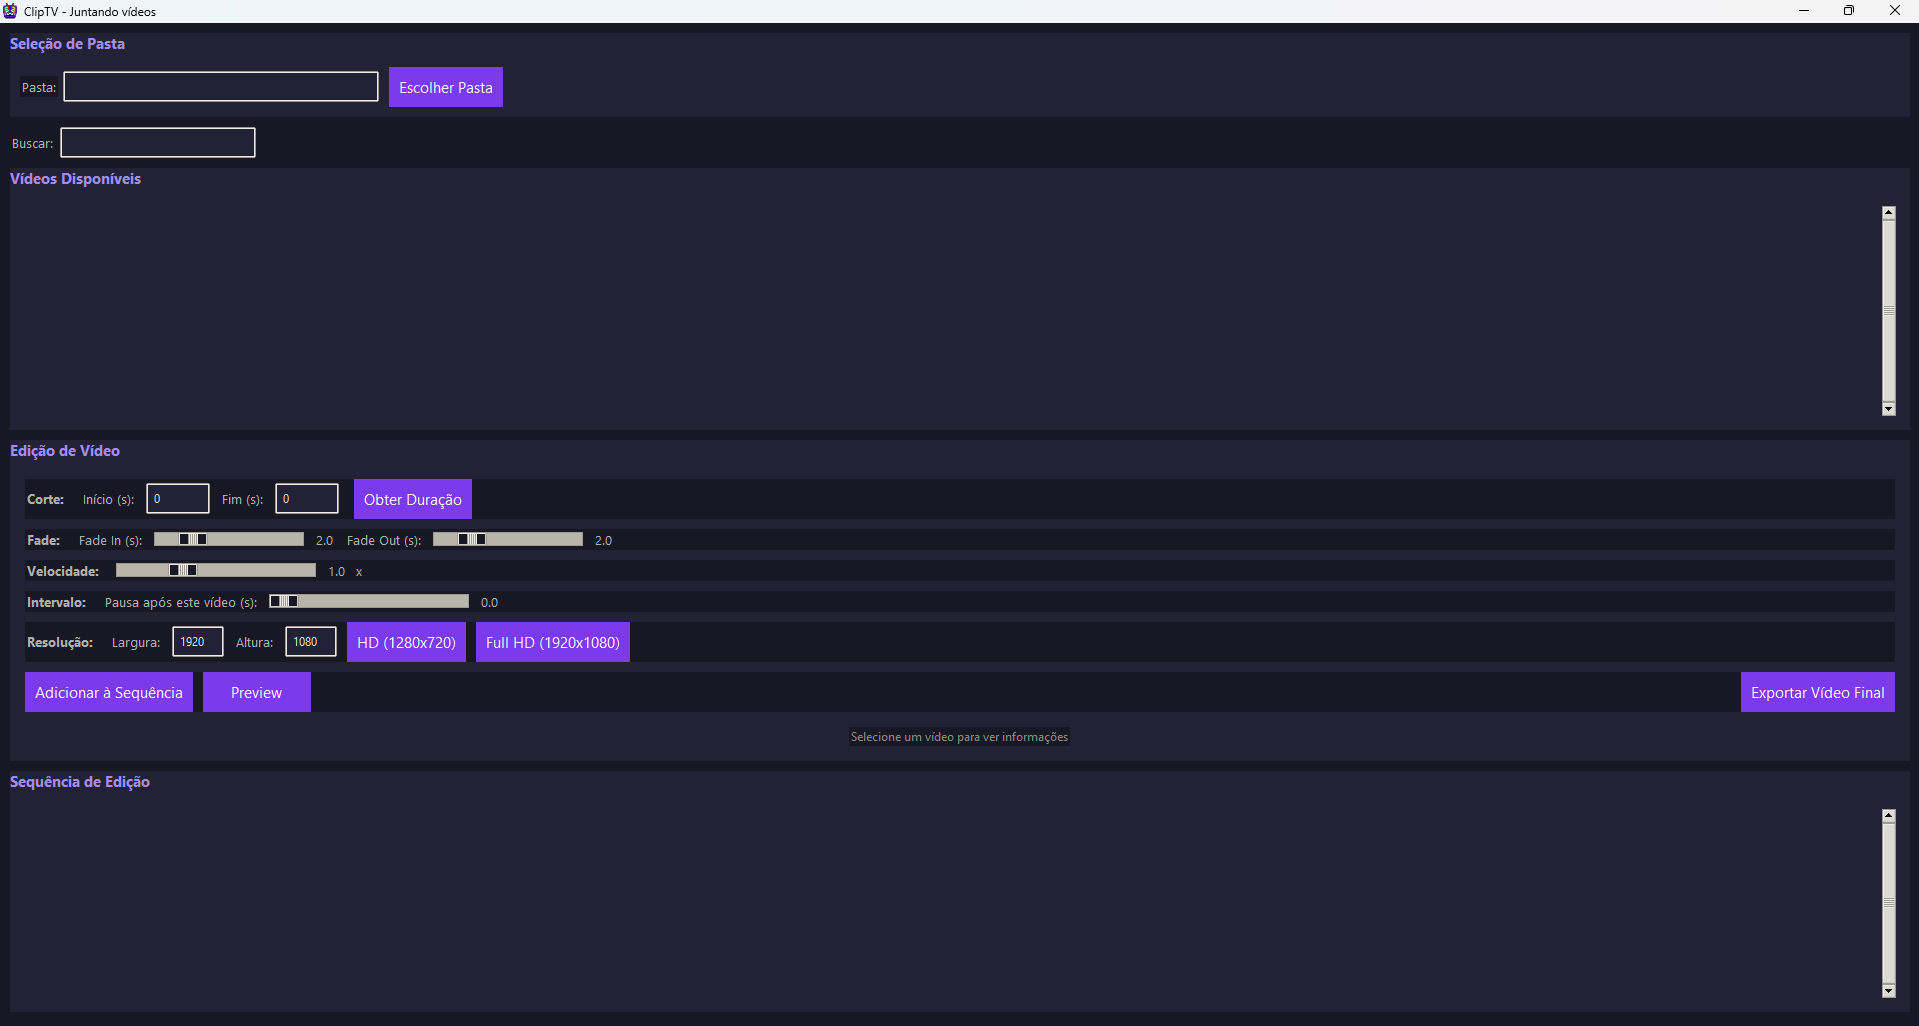 ClipTV - Juntando vídeos
Seleção de Pasta
Pasta: Escolher Pasta
Buscar:
Vídeos Disponíveis
Edição de Vídeo
Corte: Início (s): 0 Fim (s): 0 Obter Duração
Fade: Fade In (s): 2.0 Fade Out (s): 2.0
Velocidade: 1.0 x
Intervalo: Pausa após este vídeo (s): 0.0
Resolução: Largura: 1920 Altura: 1080 HD (1280x720) Full HD (1920x1080)
Adicionar à Sequência Preview Exportar Vídeo Final
Selecione um vídeo para ver informações
Sequência de Edição